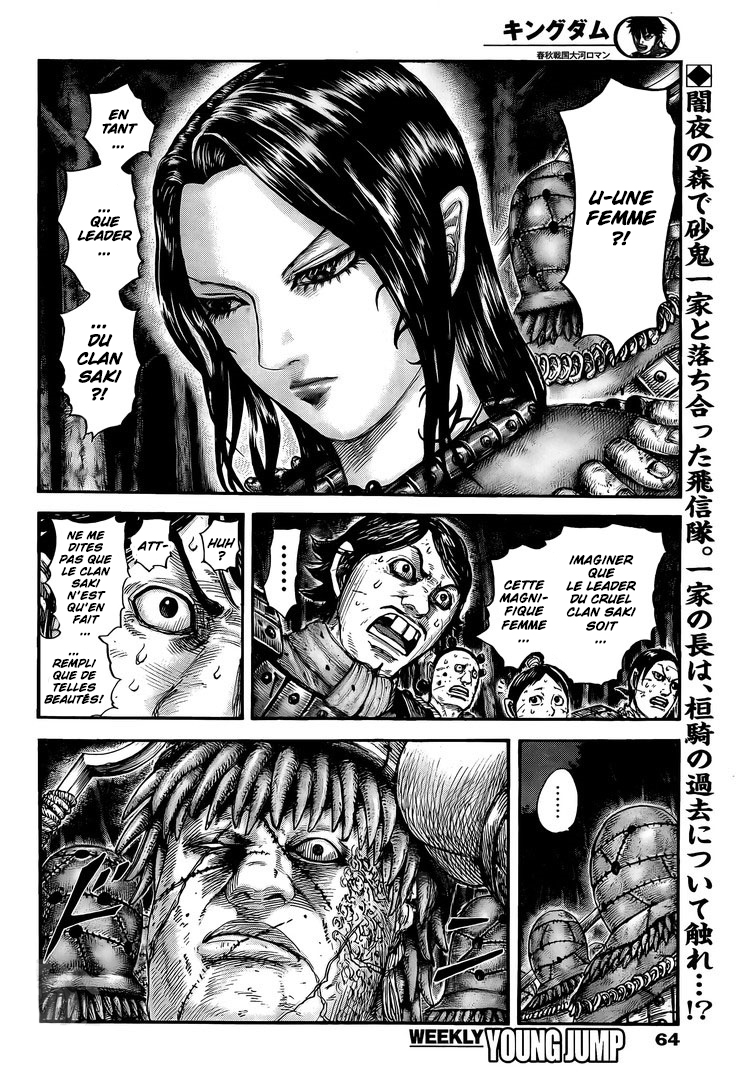 キングダム
春秋戦国大河ロマン
◆闇夜の森で砂鬼一家と落ち合った飛信隊。一家の長は、桓騎の過去について触れ…!?
U-UNE
FEMME
?!
EN
TANT
...
...
QUE
LEADER
...
...
DU
CLAN
SAKI
?!
IMAGINER
QUE
LE LEADER
DU CRUEL
CLAN SAKI
SOIT
...
CETTE
MAGNI-
FIQUE
FEMME
...
......
HUH
?
ATT-
NE ME
DITES
PAS QUE
LE CLAN
SAKI
N'EST
QU'EN
FAIT
...
...
REMPLI
QUE DE
TELLES
BEAUTÉS!
......
ドン
WEEKLY YOUNG JUMP
64